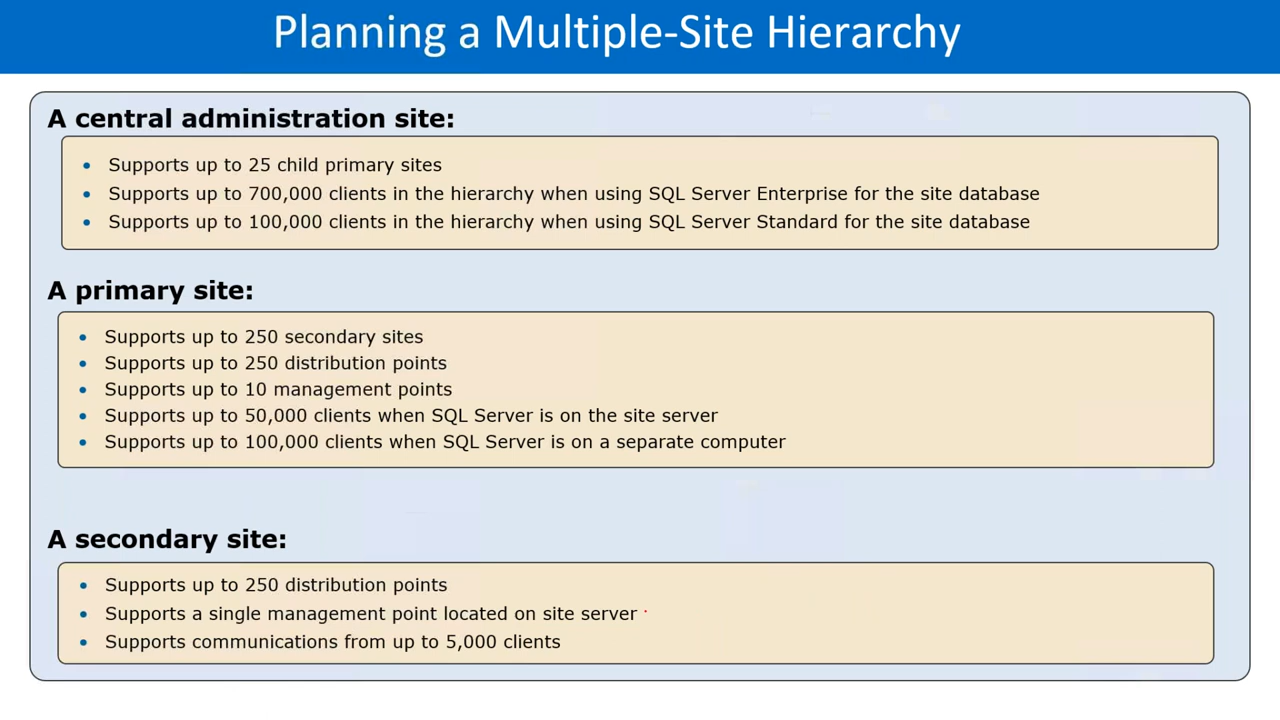 Planning a Multiple-Site Hierarchy
A central administration site:
• Supports up to 25 child primary sites
• Supports up to 700,000 clients in the hierarchy when using SQL Server Enterprise for the site database
• Supports up to 100,000 clients in the hierarchy when using SQL Server Standard for the site database
A primary site:
• Supports up to 250 secondary sites
• Supports up to 250 distribution points
• Supports up to 10 management points
• Supports up to 50,000 clients when SQL Server is on the site server
• Supports up to 100,000 clients when SQL Server is on a separate computer
A secondary site:
• Supports up to 250 distribution points
• Supports a single management point located on site server
• Supports communications from up to 5,000 clients